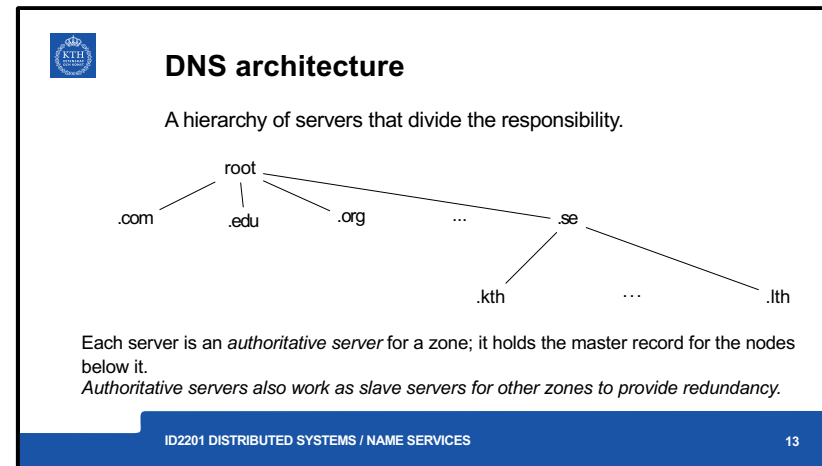 KTH
DNS architecture
A hierarchy of servers that divide the responsibility.
root
.com
.edu
.org
...
.se
.kth
...
.lth
Each server is an authoritative server for a zone; it holds the master record for the nodes
below it.
Authoritative servers also work as slave servers for other zones to provide redundancy.
ID2201 DISTRIBUTED SYSTEMS / NAME SERVICES
13